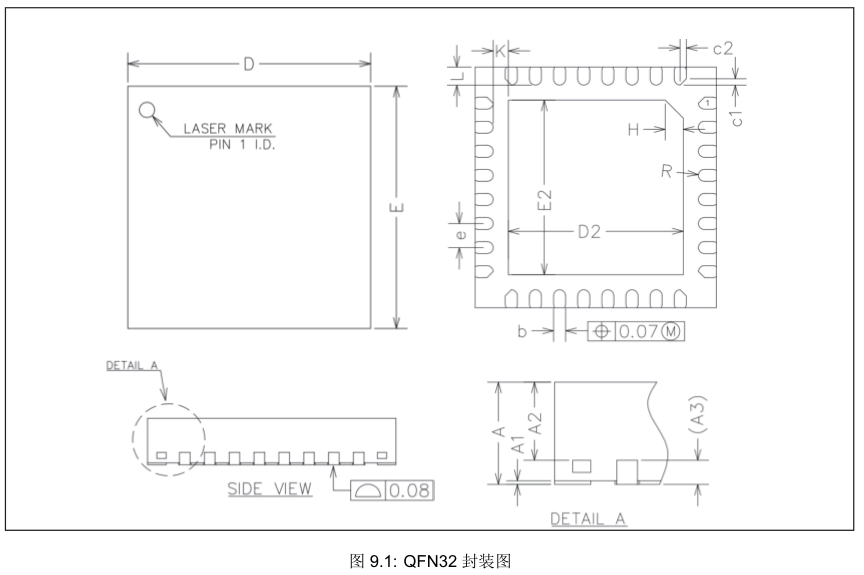 D
LASER MARK
PIN 1 I.D.
E
K
c2
L
c1
1
H
R
E2
D2
e
b
0.07 Ⓜ
DETAIL A
SIDE VIEW
0.08
A
A1
A2
(A3)
DETAIL A
图 9.1: QFN32 封装图